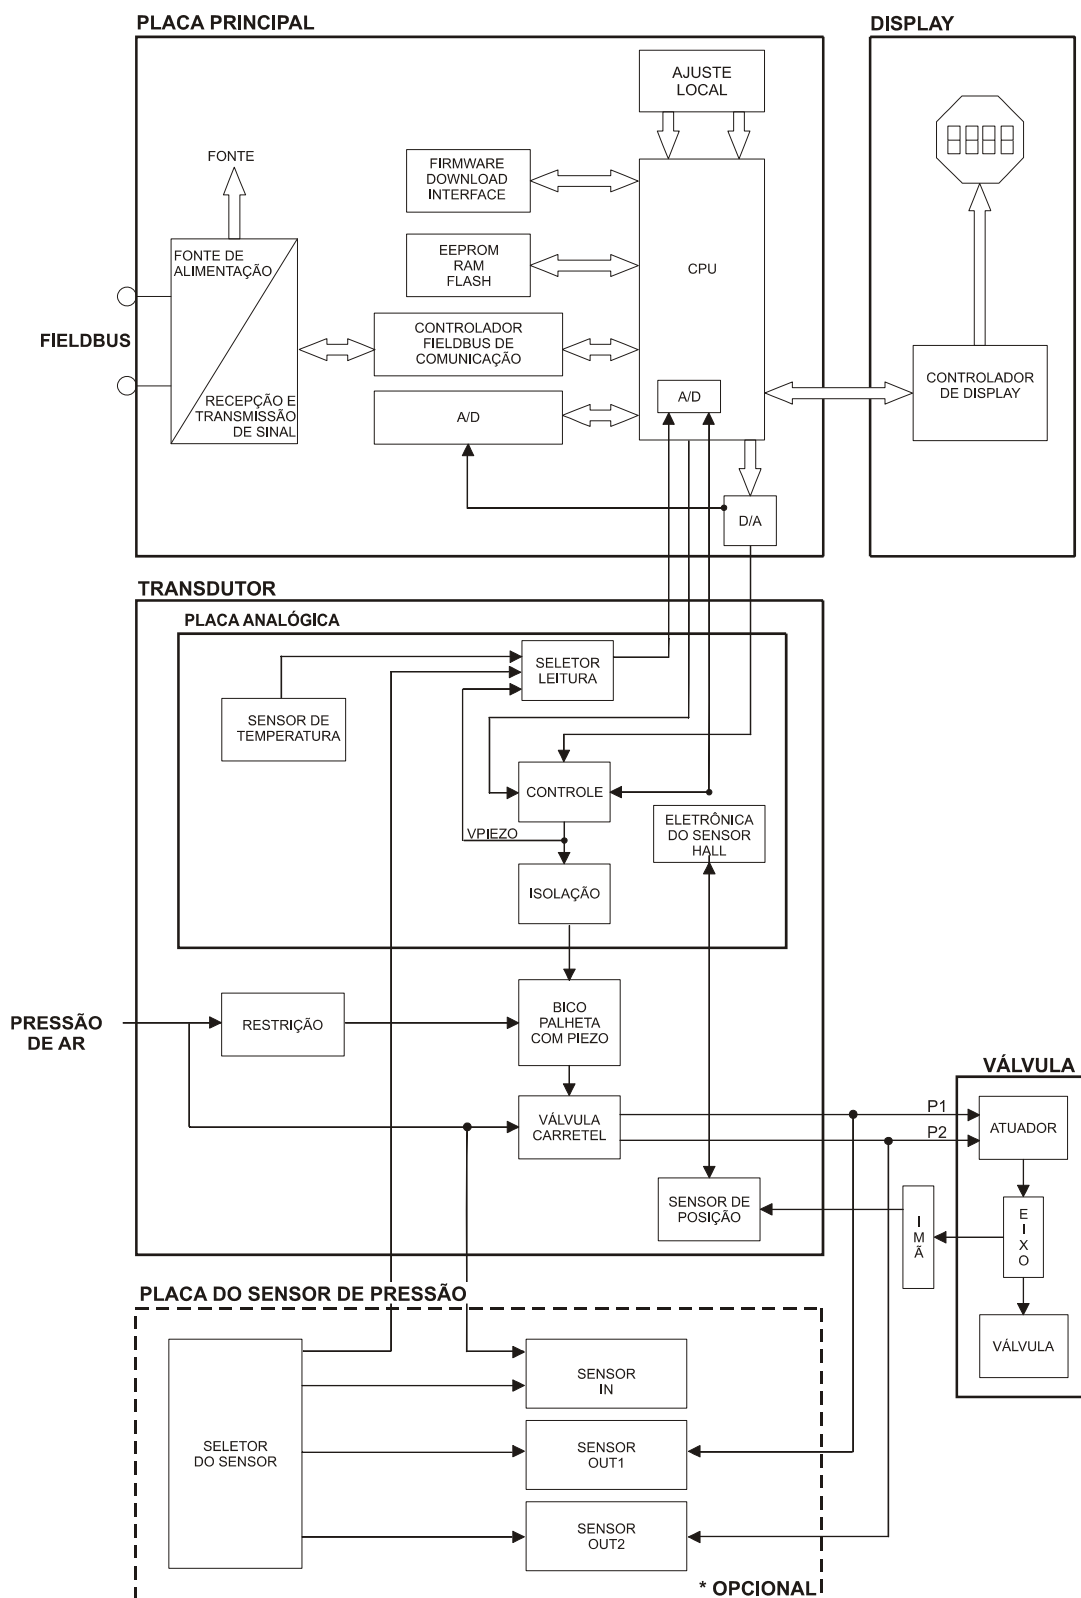 PLACA PRINCIPAL
DISPLAY
AJUSTE
LOCAL
FONTE
FIRMWARE
DOWNLOAD
INTERFACE
FONTE DE
ALIMENTAÇÃO
EEPROM
RAM
FLASH
CPU
FIELDBUS
CONTROLADOR
FIELDBUS DE
COMUNICAÇÃO
CONTROLADOR
DE DISPLAY
RECEPÇÃO E
TRANSMISSÃO
DE SINAL
A/D
A/D
D/A
TRANSDUTOR
PLACA ANALÓGICA
SELETOR
LEITURA
SENSOR DE
TEMPERATURA
CONTROLE
VPIEZO
ELETRÔNICA
DO SENSOR
HALL
ISOLAÇÃO
PRESSÃO
DE AR
RESTRIÇÃO
BICO
PALHETA
COM PIEZO
VÁLVULA
VÁLVULA
CARRETEL
P1
P2
ATUADOR
SENSOR DE
POSIÇÃO
IMÃ
EIXO
VÁLVULA
PLACA DO SENSOR DE PRESSÃO
SELETOR
DO SENSOR
SENSOR
IN
SENSOR
OUT1
SENSOR
OUT2
* OPCIONAL